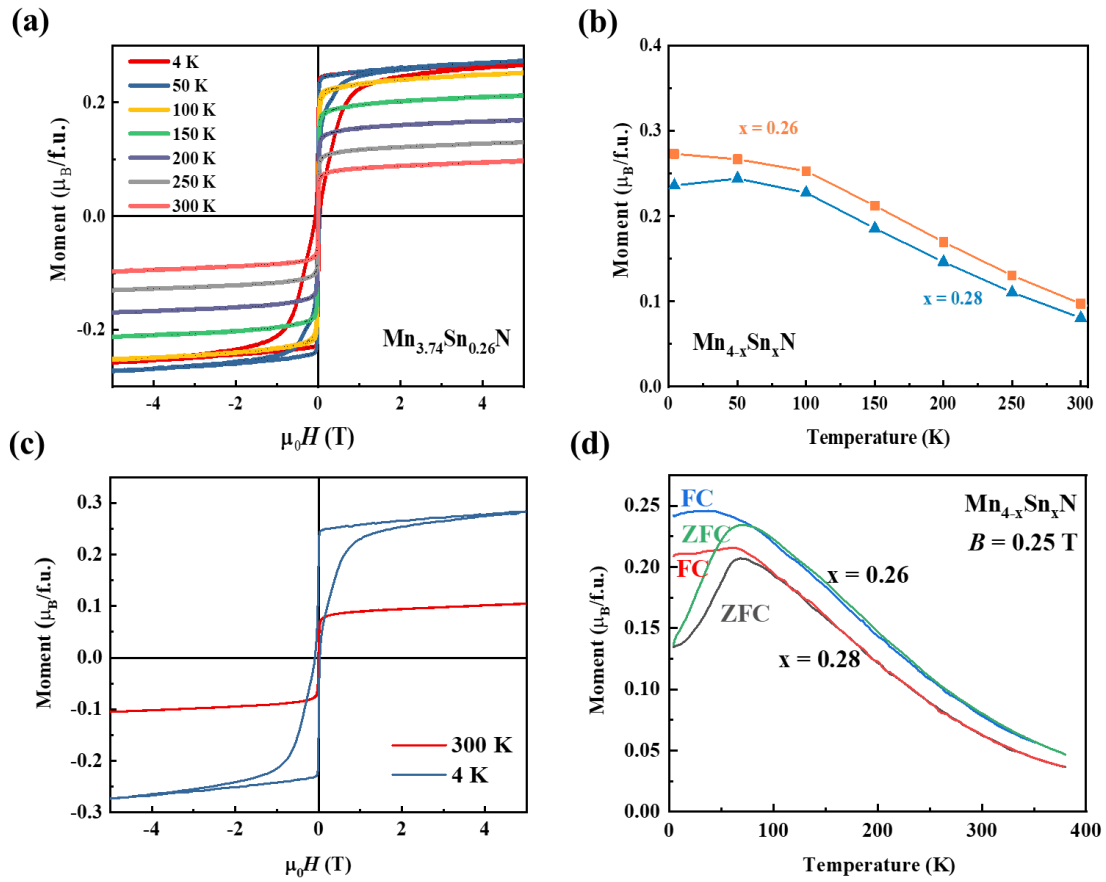 (a)
0.2
0.0
-0.2
-4
-2
0
2
4
Moment (μB/f.u.)
μ0H (T)
4 K
50 K
100 K
150 K
200 K
250 K
300 K
Mn3.74Sn0.26N
(b)
0.4
0.3
0.2
0.1
0.0
0
50
100
150
200
250
300
Moment (μB/f.u.)
Temperature (K)
x = 0.26
x = 0.28
Mn4-xSnxN
(c)
0.3
0.2
0.1
0.0
-0.1
-0.2
-0.3
-4
-2
0
2
4
Moment (μB/f.u.)
μ0H (T)
300 K
4 K
(d)
0.25
0.20
0.15
0.10
0.05
0.00
0
100
200
300
400
Moment (μB/f.u.)
Temperature (K)
FC
ZFC
FC
ZFC
x = 0.26
x = 0.28
Mn4-xSnxN
B = 0.25 T